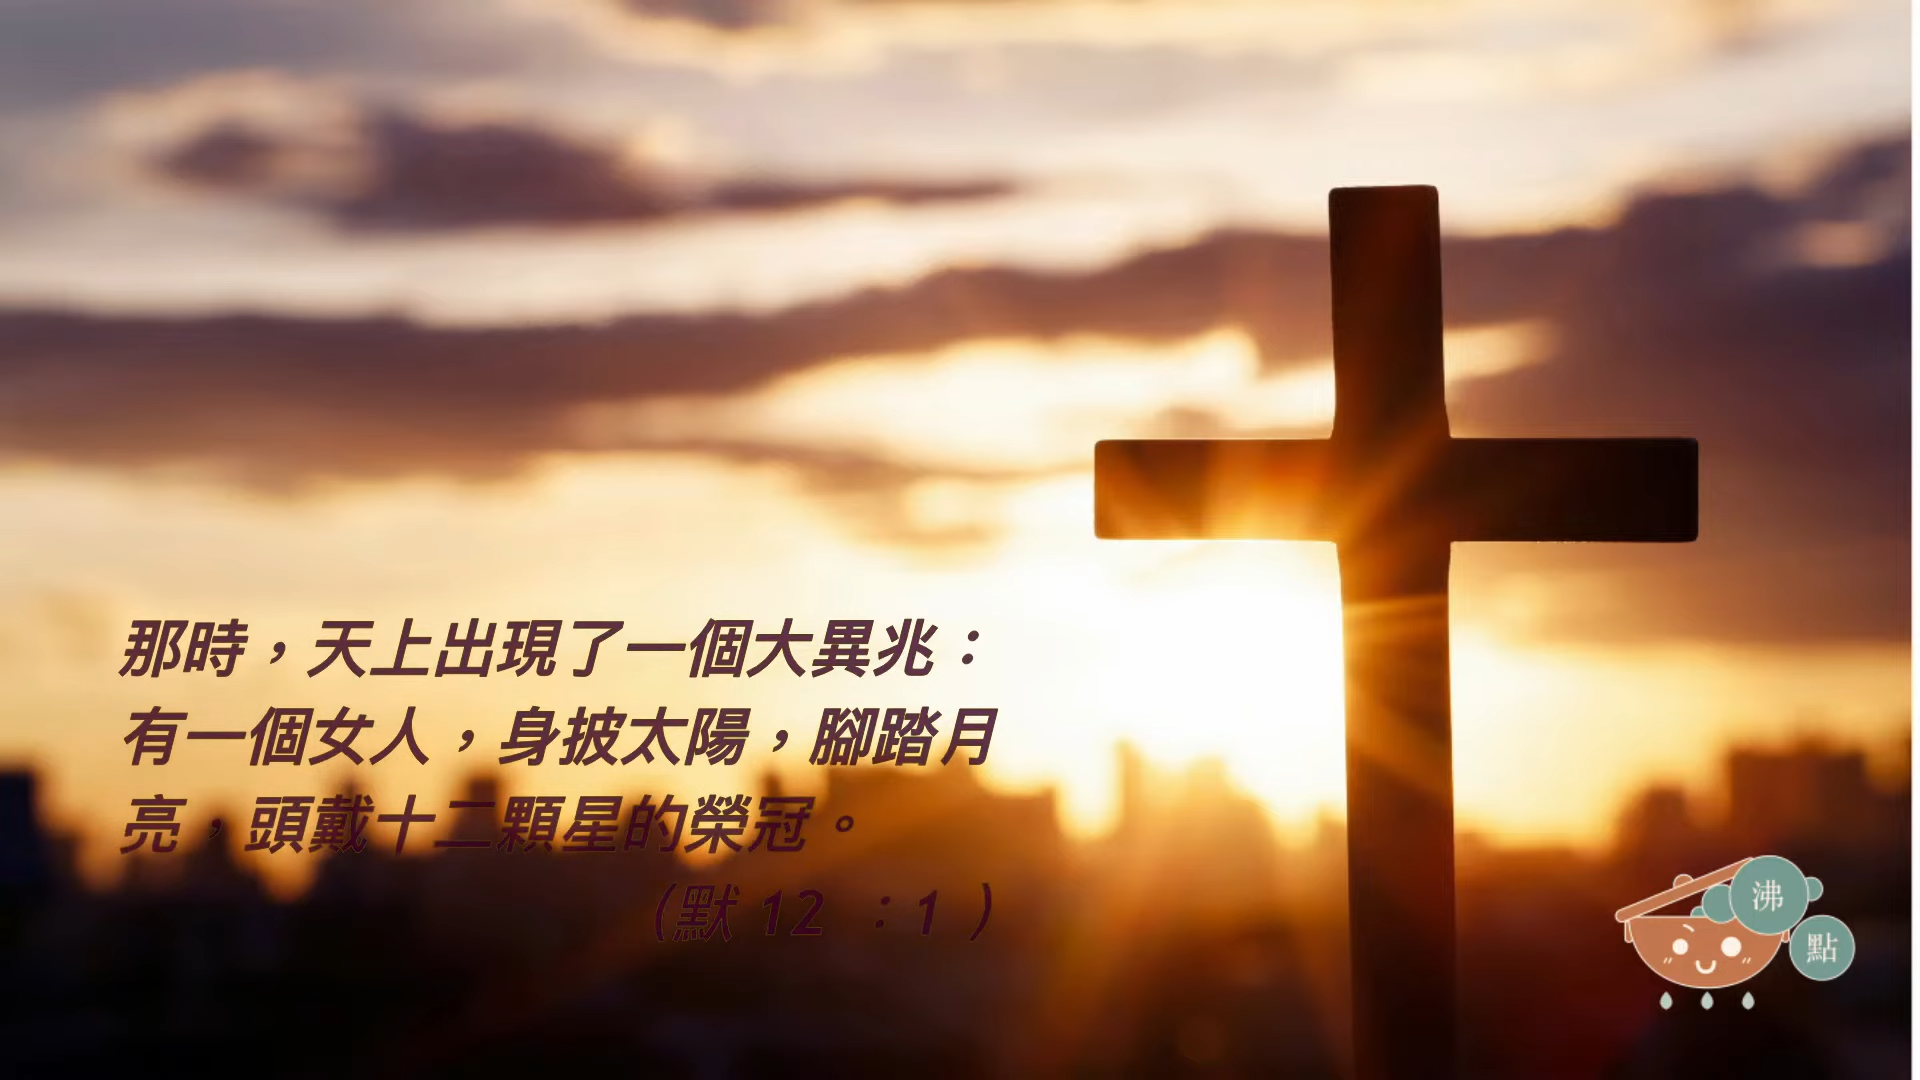 那時，天上出現了一個大異兆：
有一個女人，身披太陽，腳踏月
亮，頭戴十二顆星的榮冠。
（默 12 ：1 ）
沸
點